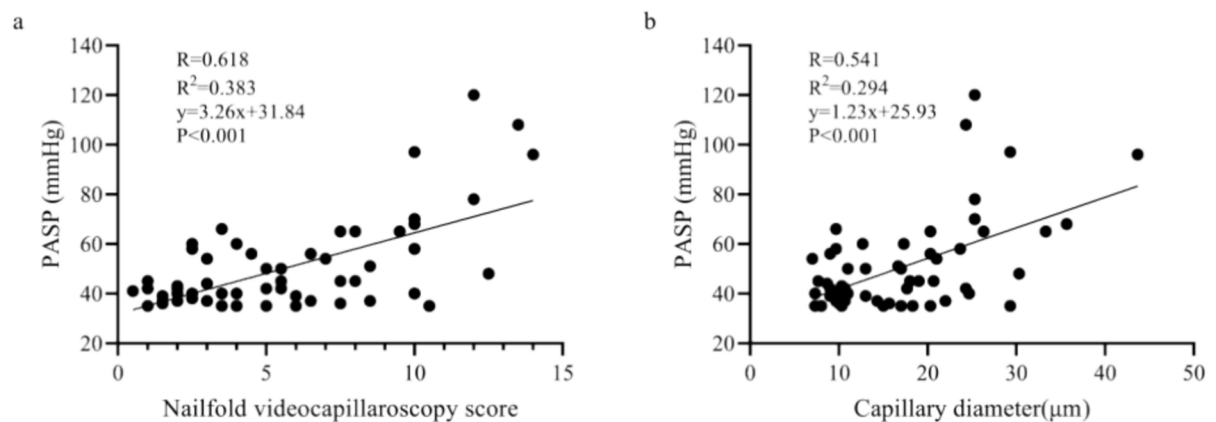 a
R=0.618
R²=0.383
y=3.26x+31.84
P<0.001
PASP (mmHg)
140
120
100
80
60
40
20
0 5 10 15
Nailfold videocapillaroscopy score
b
R=0.541
R²=0.294
y=1.23x+25.93
P<0.001
PASP (mmHg)
140
120
100
80
60
40
20
0 10 20 30 40 50
Capillary diameter(μm)